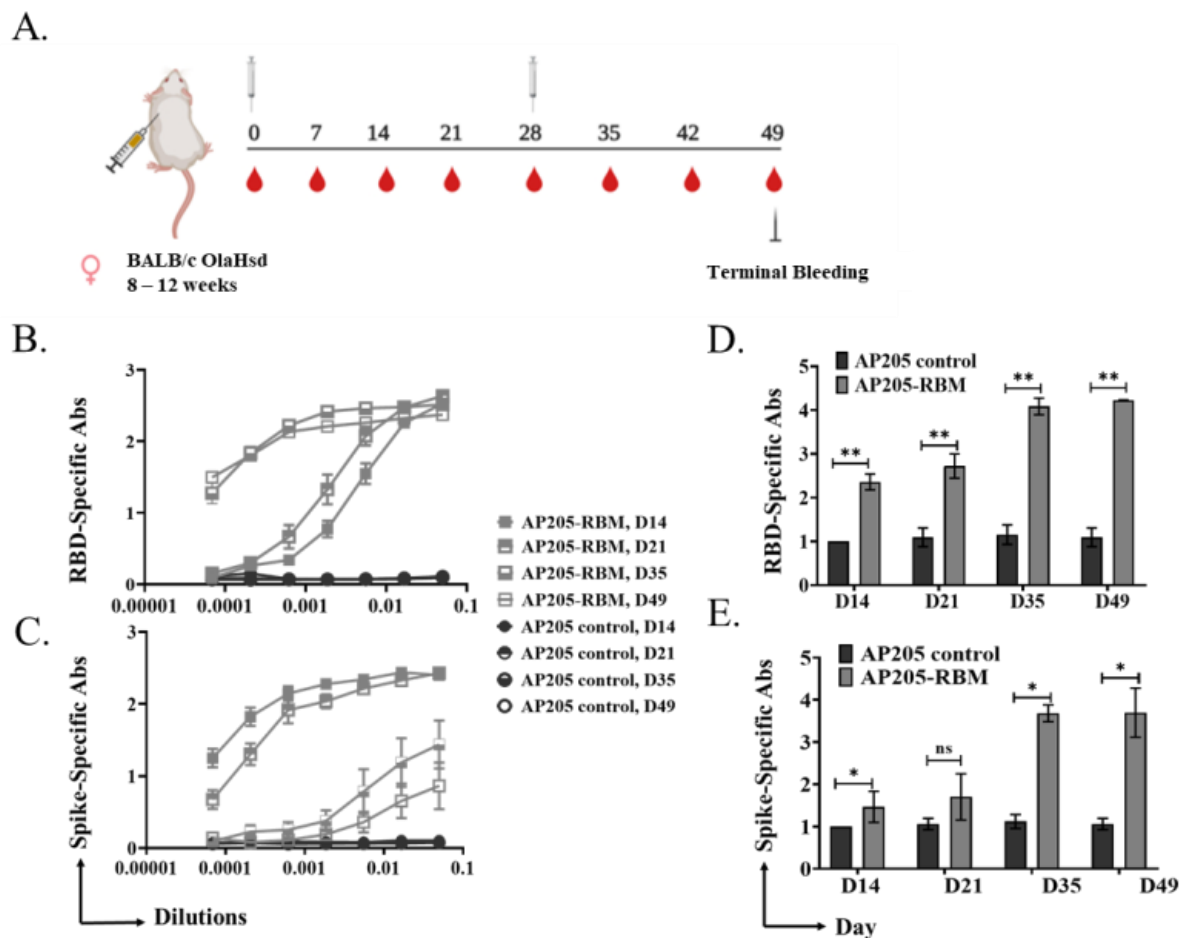 A.
0 7 14 21 28 35 42 49
BALB/c OlaHsd
8 – 12 weeks
Terminal Bleeding
B.
3
2
1
0
RBD-Specific Abs
0.00001 0.0001 0.001 0.01 0.1
C.
3
2
1
0
Spike-Specific Abs
0.00001 0.0001 0.001 0.01 0.1
Dilutions
AP205-RBM, D14
AP205-RBM, D21
AP205-RBM, D35
AP205-RBM, D49
AP205 control, D14
AP205 control, D21
AP205 control, D35
AP205 control, D49
D.
AP205 control
AP205-RBM
5
4
3
2
1
0
RBD-Specific Abs
** ** ** **
D14 D21 D35 D49
E.
AP205 control
AP205-RBM
5
4
3
2
1
0
Spike-Specific Abs
* ns * *
D14 D21 D35 D49
Day